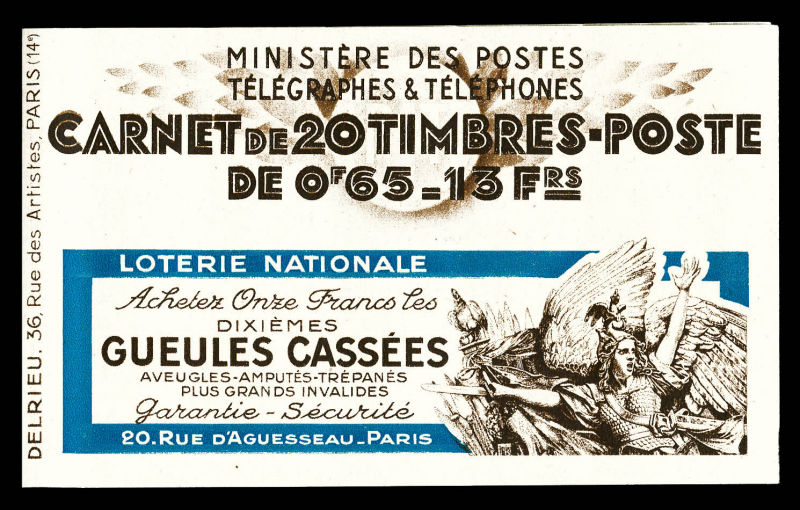 MINISTÈRE DES POSTES
TÉLÉGRAPHES & TÉLÉPHONES
CARNET DE 20 TIMBRES-POSTE
DE 0F65 = 13 FRS
LOTERIE NATIONALE
Achetez Onze Francs les
DIXIÈMES
GUEULES CASSÉES
AVEUGLES-AMPUTÉS-TRÉPANÉS
PLUS GRANDS INVALIDES
Garantie - Sécurité
20. RUE D'AGUESSEAU-PARIS
DELRIEU. 36, Rue des Artistes, PARIS (14e)